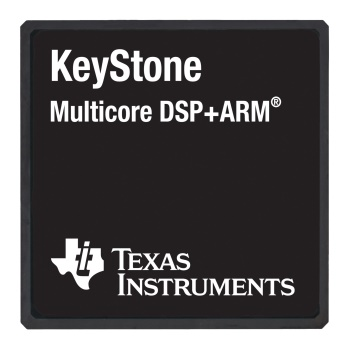 KeyStone
Multicore DSP+ARM®
TEXAS
INSTRUMENTS